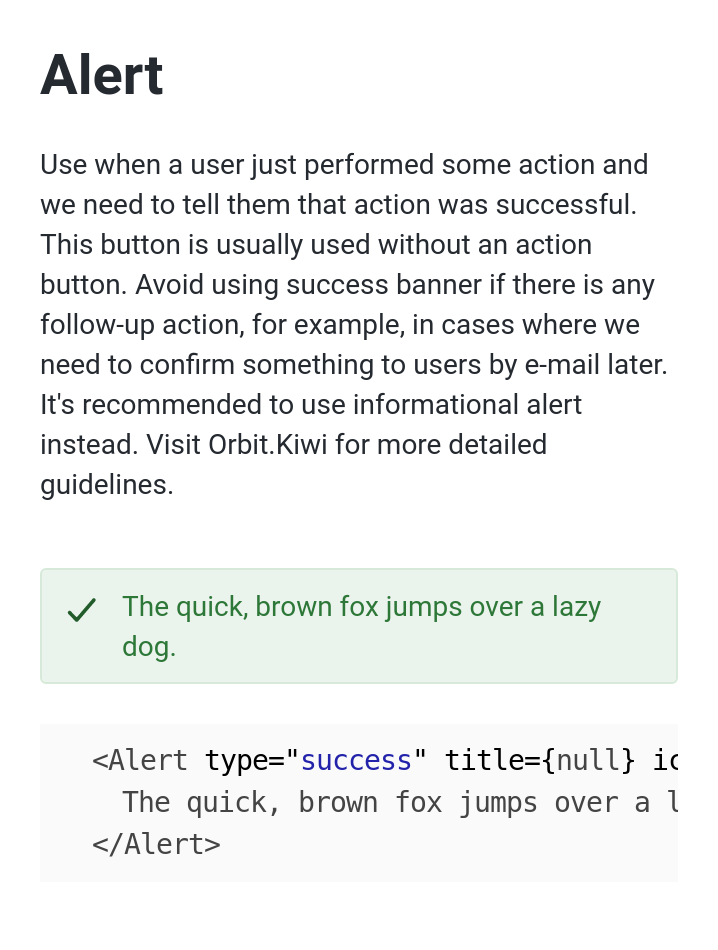 Alert
Use when a user just performed some action and
we need to tell them that action was successful.
This button is usually used without an action
button. Avoid using success banner if there is any
follow-up action, for example, in cases where we
need to confirm something to users by e-mail later.
It's recommended to use informational alert
instead. Visit Orbit.Kiwi for more detailed
guidelines.
The quick, brown fox jumps over a lazy
dog.
<Alert type="success" title={null} ic
The quick, brown fox jumps over a l
</Alert>